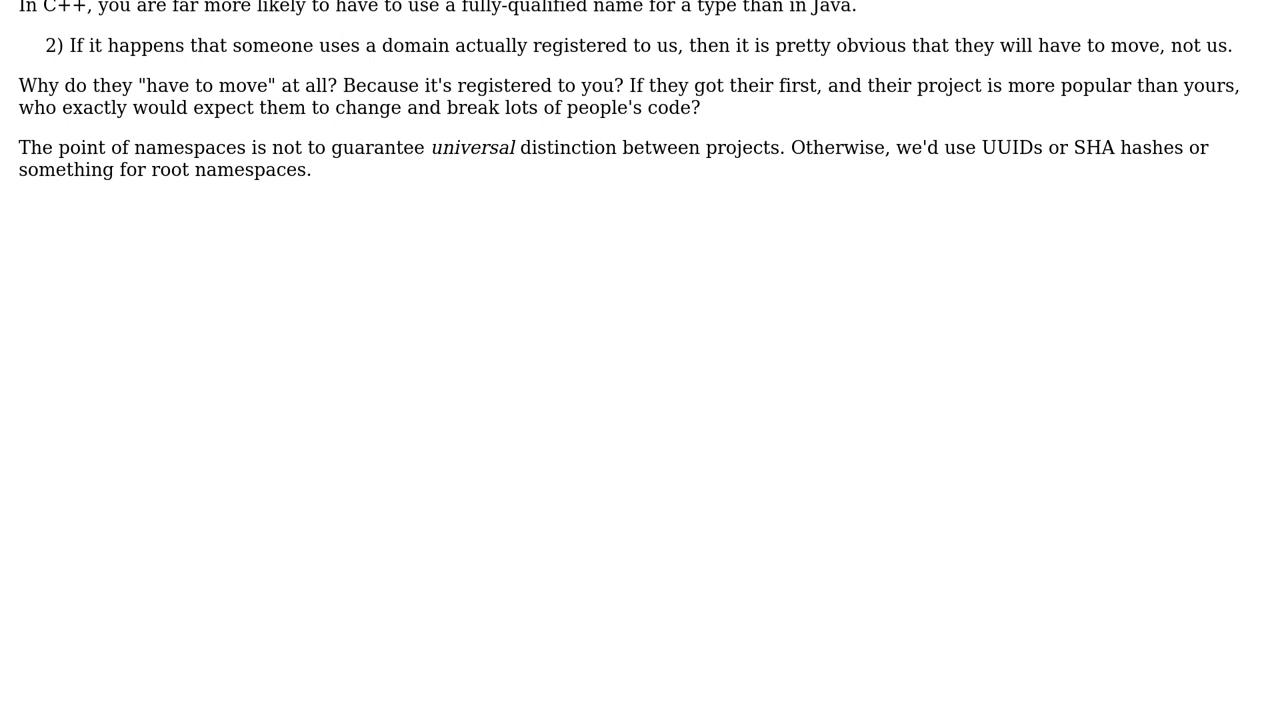 In C++, you are far more likely to have to use a fully-qualified name for a type than in Java.
2) If it happens that someone uses a domain actually registered to us, then it is pretty obvious that they will have to move, not us.
Why do they "have to move" at all? Because it's registered to you? If they got their first, and their project is more popular than yours,
who exactly would expect them to change and break lots of people's code?
The point of namespaces is not to guarantee universal distinction between projects. Otherwise, we'd use UUIDs or SHA hashes or
something for root namespaces.